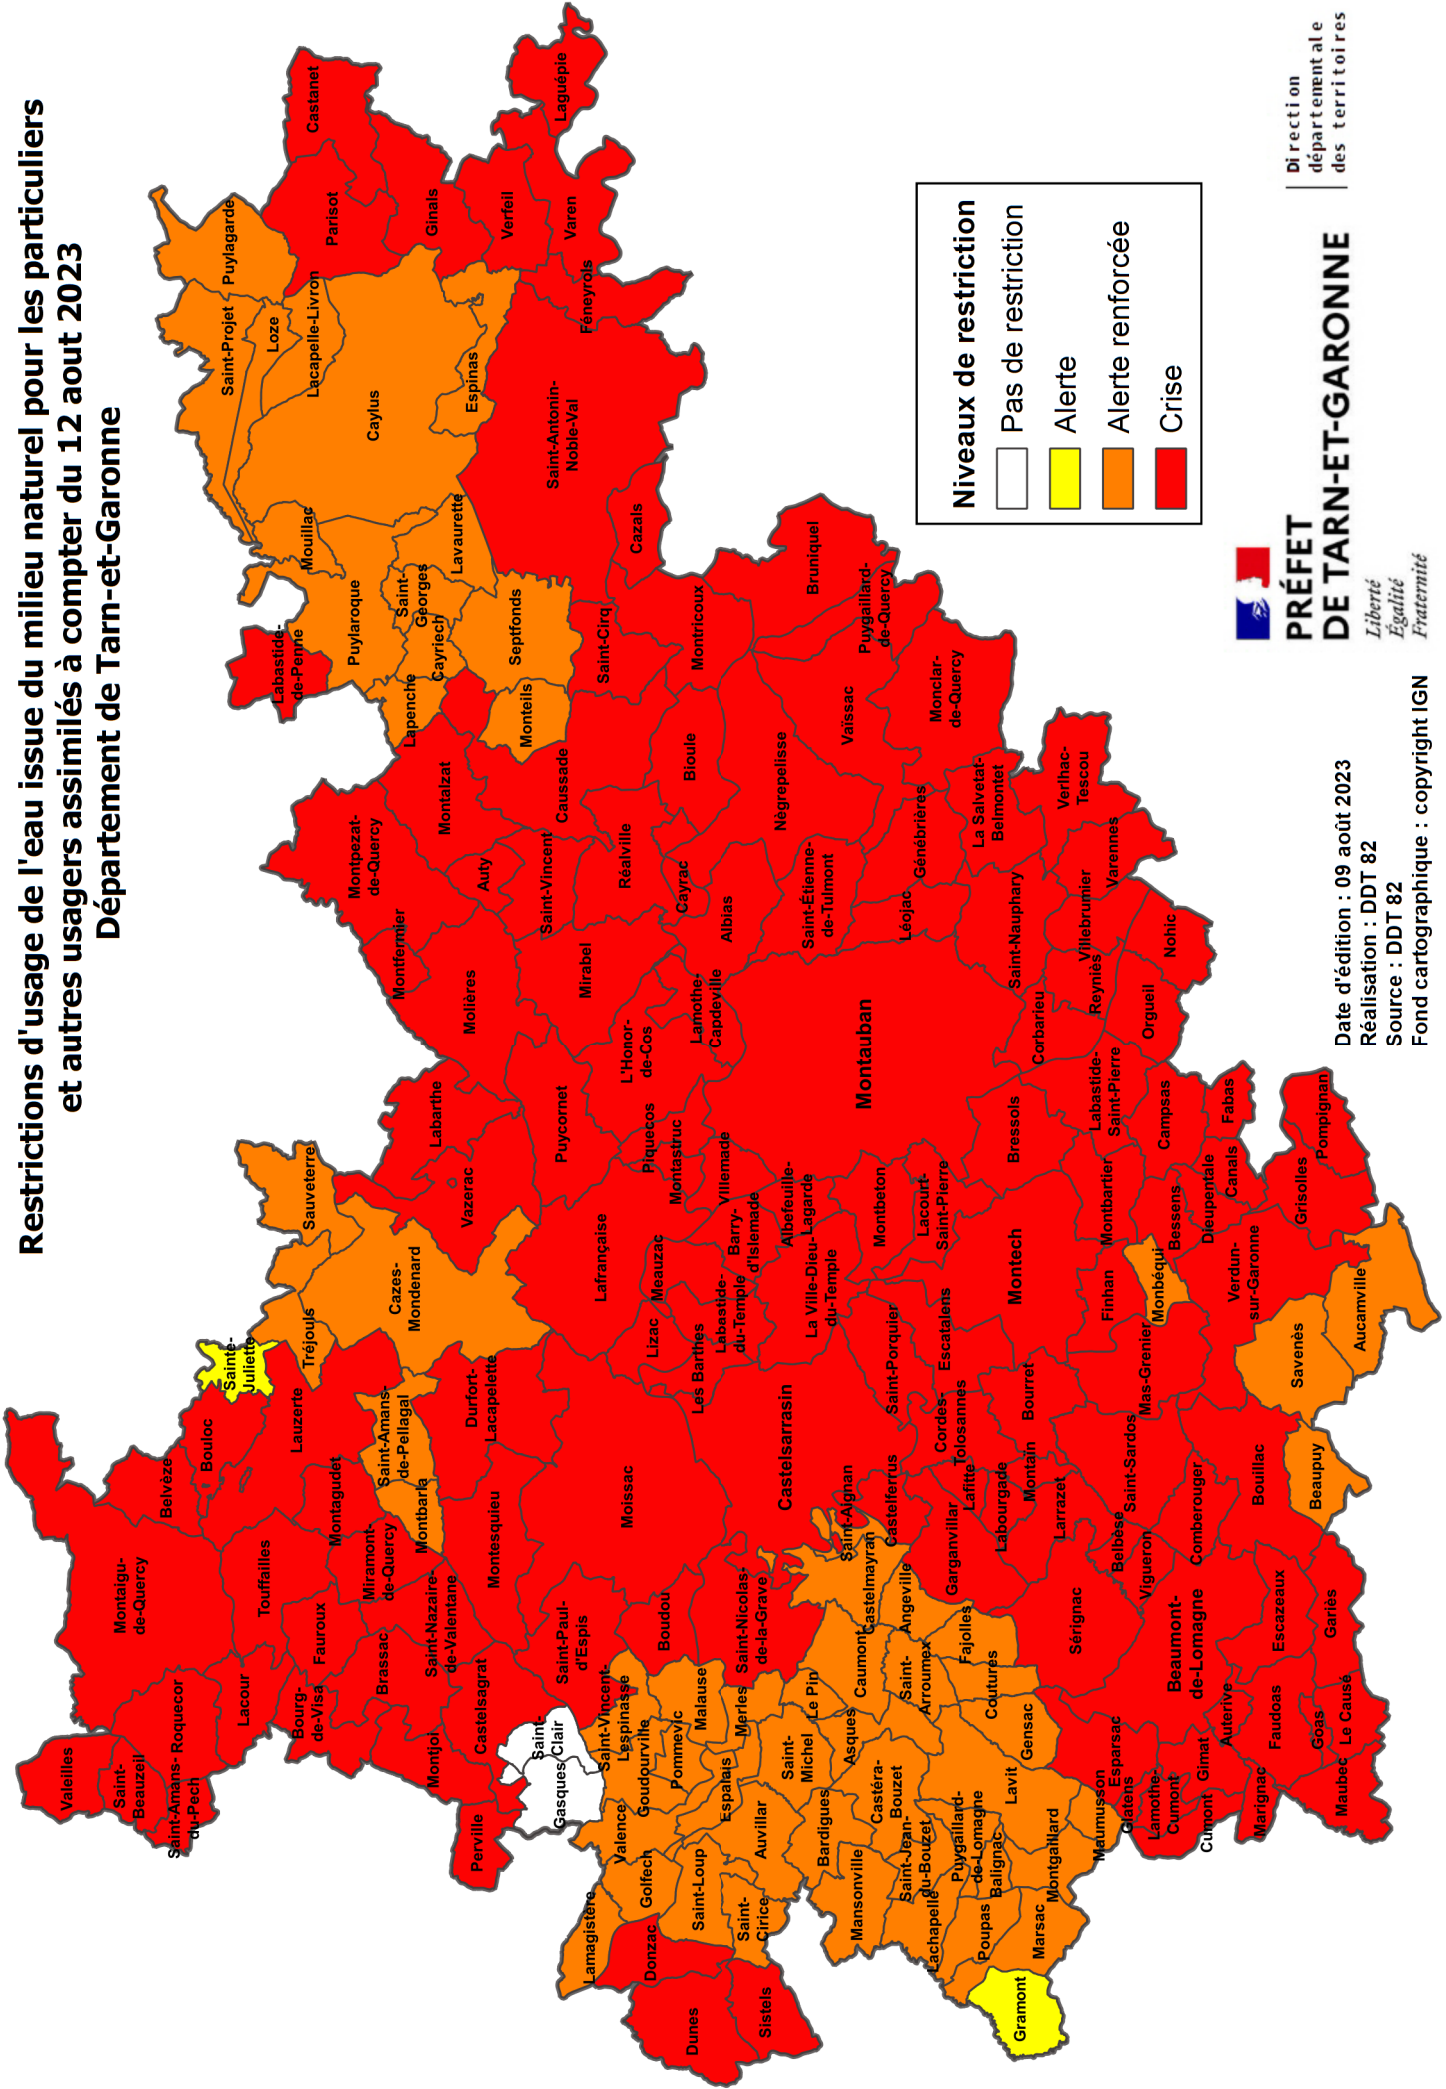 Restrictions d'usage de l'eau issue du milieu naturel pour les particuliers
et autres usagers assimilés à compter du 12 aout 2023
Département de Tarn-et-Garonne
Valeilles
Saint-
Beauzeil
Saint-Amans-
du-Pech
Roquecor
Montaigu-
de-Quercy
Belvèze
Bouloc
Sainte-
Juliette
Lauzerte
Tréjouls
Sauveterre
Cazes-
Mondenard
Lacour
Touffailles
Bourg-
de-Visa
Fauroux
Montagudet
Miramont-
de-Quercy
Montbarla
Saint-Amans-
de-Pellagal
Brassac
Saint-Nazaire-
de-Valentane
Montjoi
Castelsagrat
Perville
Montesquieu
Durfort-
Lacapelette
Vazerac
Labarthe
Molières
Montfermier
Montpezat-
de-Quercy
Montalzat
Auty
Labastide-
de-Penne
Puylaroque
Mouillac
Lapenche
Cayriech
Saint-
Georges
Lavaurette
Septfonds
Monteils
Saint-Projet
Puylagarde
Loze
Lacapelle-Livron
Caylus
Espinas
Parisot
Castanet
Ginals
Verfeil
Varen
Laguépie
Féneyrols
Saint-Antonin-
Noble-Val
Cazals
Saint-Cirq
Caussade
Saint-Vincent
Réalville
Mirabel
Puycornet
L'Honor-
de-Cos
Cayrac
Bioule
Montricoux
Bruniquel
Puygaillard-
de-Quercy
Vaïssac
Monclar-
de-Quercy
Nègrepelisse
Albias
Lamothe-
Capdeville
Saint-Étienne-
de-Tulmont
Génébrières
Léojac
La Salvetat-
Belmontet
Verlhac-
Tescou
Varennes
Villebrumier
Saint-Nauphary
Corbarieu
Reyniès
Nohic
Orgueil
Montauban
Piquecos
Montastruc
Villemade
Lafrançaise
Meauzac
Lizac
Les Barthes
Labastide-
du-Temple
Barry-
d'Islemade
Albefeuille-
Lagarde
La Ville-Dieu-
du-Temple
Montbeton
Lacourt-
Saint-Pierre
Bressols
Labastide-
Saint-Pierre
Campsas
Fabas
Canals
Dieupentale
Bessens
Montbartier
Montech
Finhan
Monbéqui
Verdun-
sur-Garonne
Grisolles
Pompignan
Aucamville
Savenès
Beaupuy
Bouillac
Mas-Grenier
Saint-Sardos
Bourret
Escatalens
Saint-Porquier
Cordes-
Tolosannes
Castelsarrasin
Moissac
Saint-Paul-
d'Espis
Boudou
Saint-Nicolas-
de-la-Grave
Saint-Aignan
Castelferrus
Castelmayran
Angeville
Garganvillar
Lafitte
Labourgade
Montaïn
Larrazet
Belbèse
Vigueron
Comberouger
Sérignac
Fajolles
Coutures
Caumont
Saint-
Arroumex
Gensac
Saint-
Clair
Gasques
Saint-Vincent-
Lespinasse
Goudourville
Pommevic
Malause
Merles
Espalais
Valence
Golfech
Lamagistère
Donzac
Dunes
Sistels
Saint-Loup
Saint-
Cirice
Auvillar
Saint-
Michel
Le Pin
Asques
Bardigues
Castéra-
Bouzet
Mansonville
Saint-Jean-
du-Bouzet
Lachapelle
Puygaillard-
de-Lomagne
Balignac
Poupas
Marsac
Montgaillard
Lavit
Gramont
Maumusson
Esparsac
Glatens
Lamothe-
Cumont
Cumont
Gimat
Marignac
Auterive
Beaumont-
de-Lomagne
Faudoas
Escazeaux
Gariès
Goas
Le Causé
Maubec
Niveaux de restriction
Pas de restriction
Alerte
Alerte renforcée
Crise
PRÉFET
DE TARN-ET-GARONNE
Liberté
Égalité
Fraternité
Direction
départementale
des territoires
Date d'édition : 09 août 2023
Réalisation : DDT 82
Source : DDT 82
Fond cartographique : copyright IGN